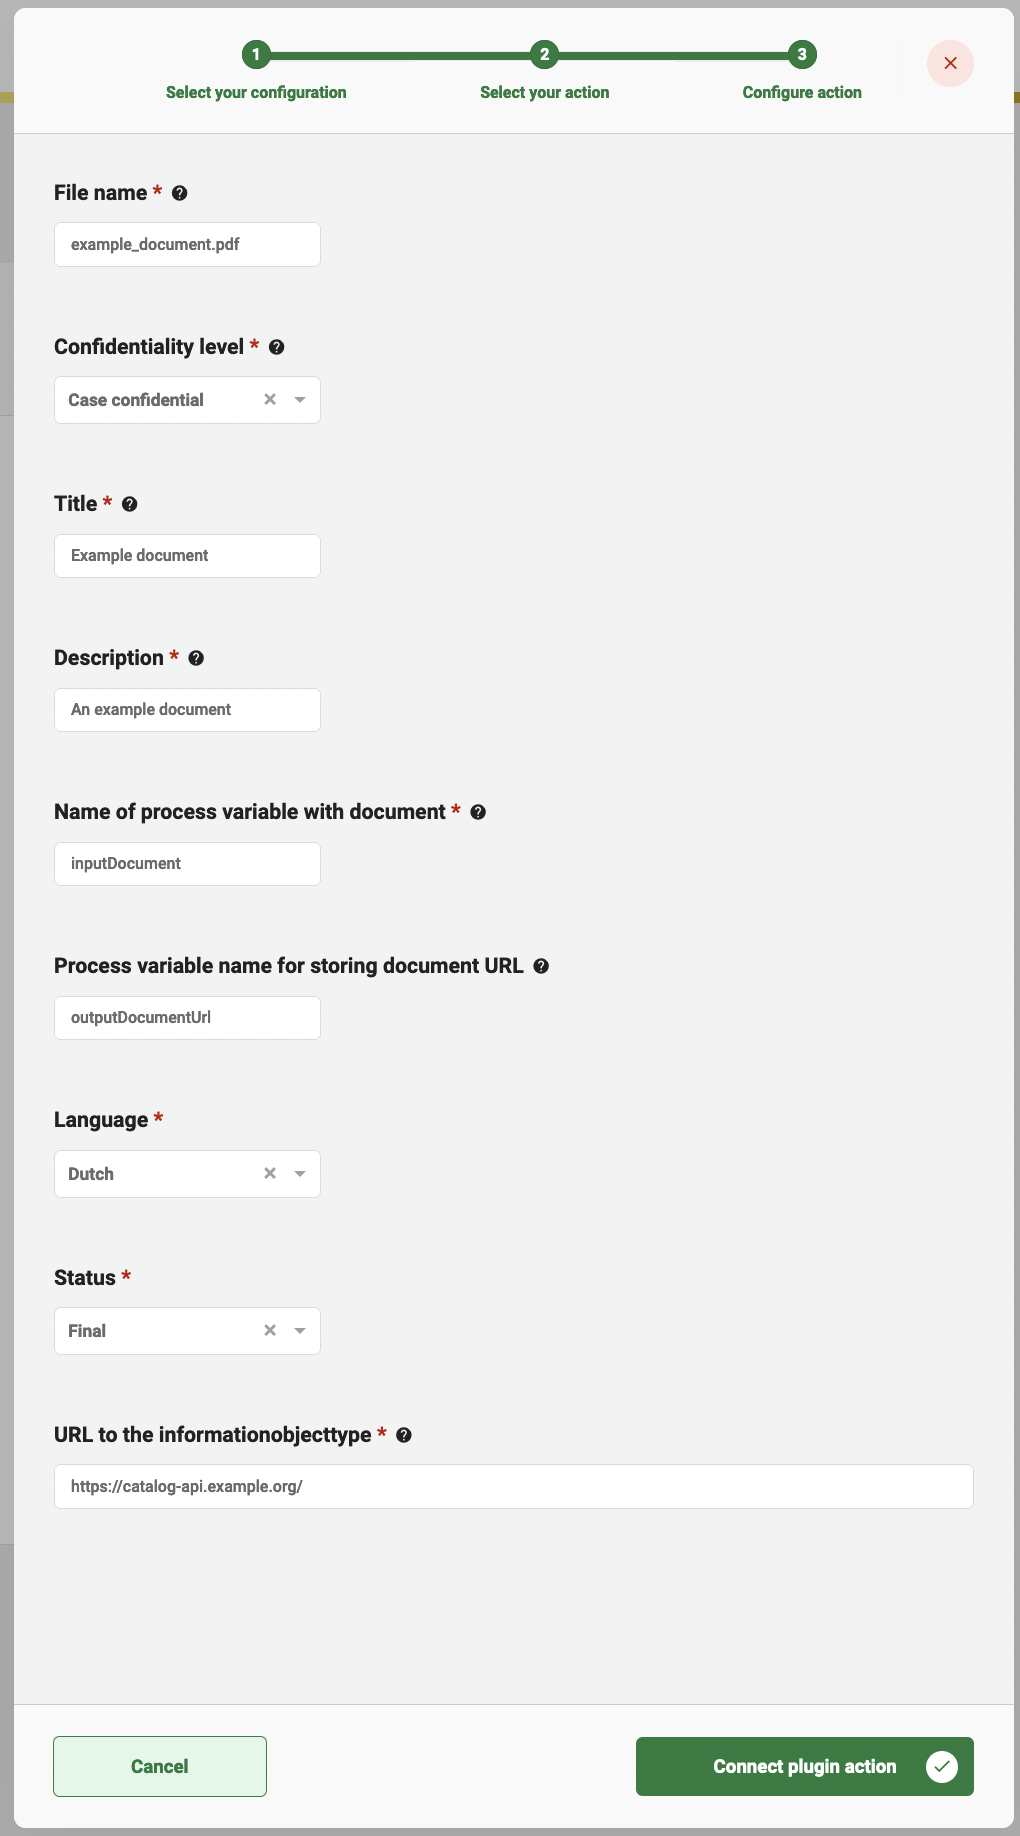 1 2 3
Select your configuration Select your action Configure action
File name *
example_document.pdf
Confidentiality level *
Case confidential
Title *
Example document
Description *
An example document
Name of process variable with document *
inputDocument
Process variable name for storing document URL
outputDocumentUrl
Language *
Dutch
Status *
Final
URL to the informationobjecttype *
https://catalog-api.example.org/
Cancel Connect plugin action